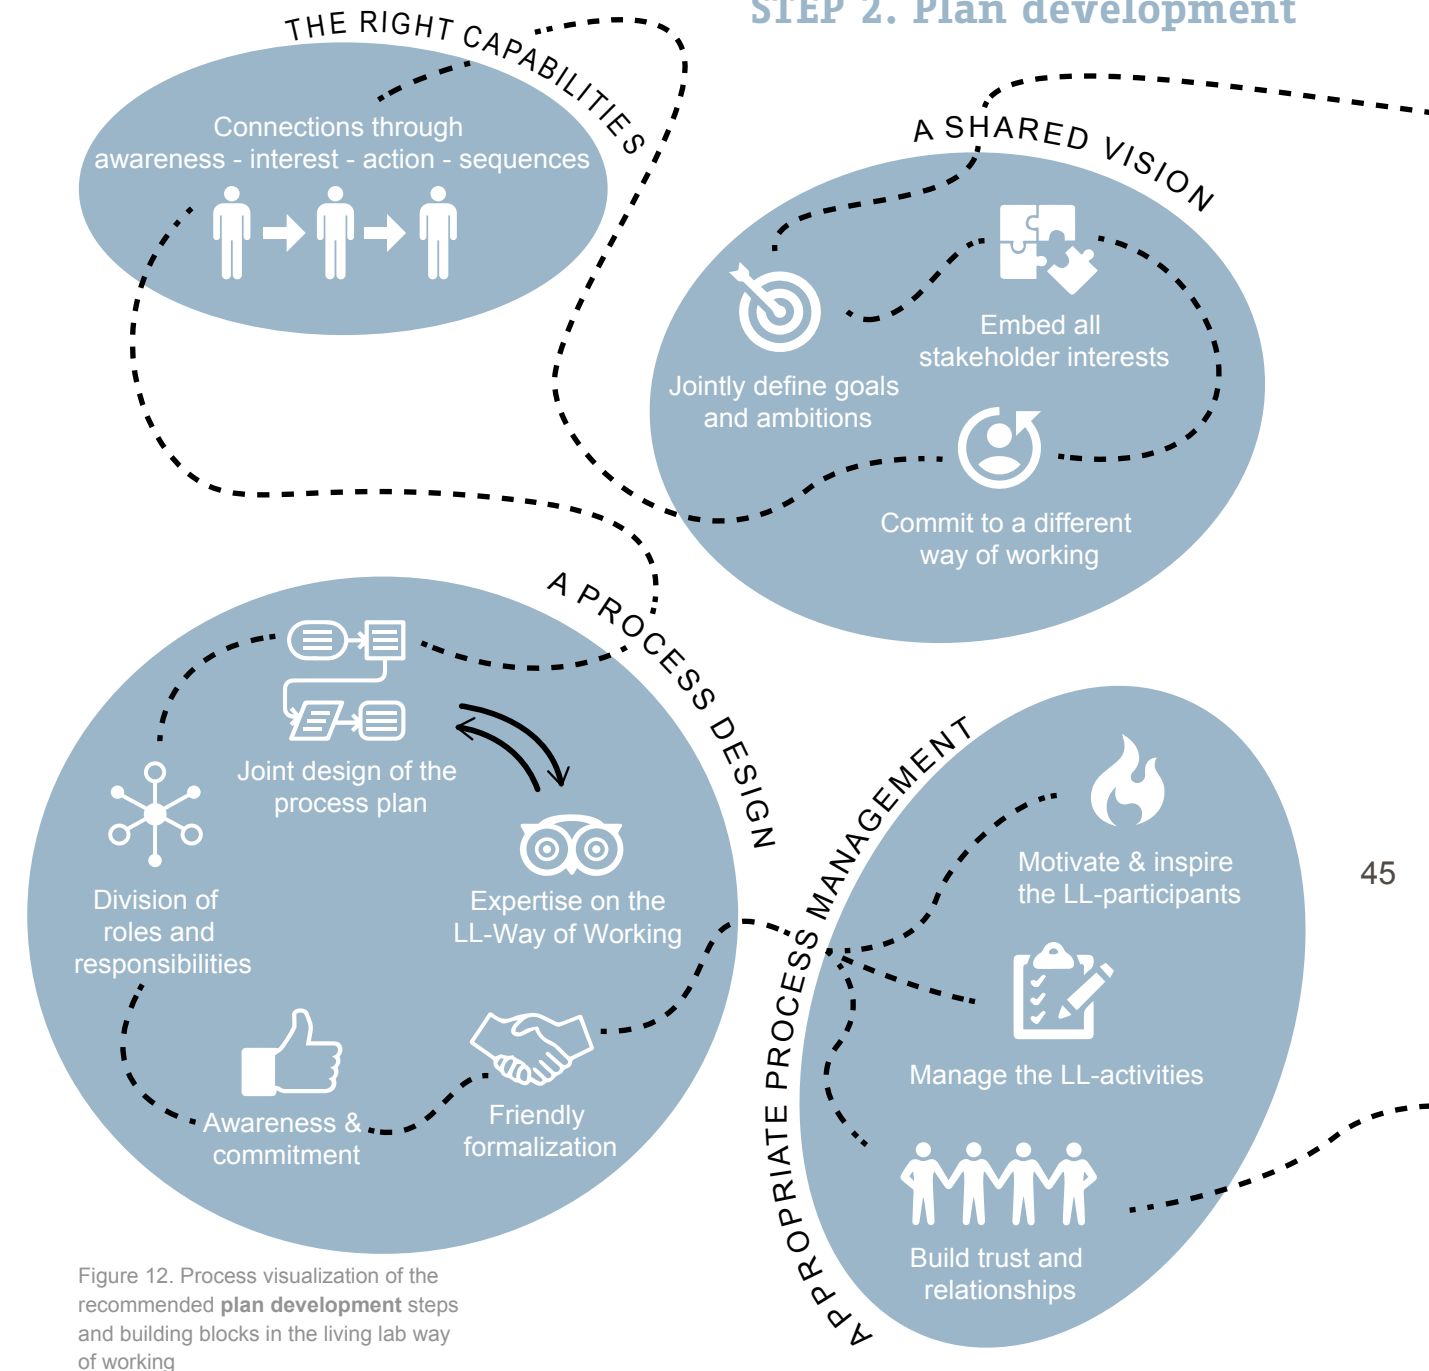 STEP 2. Plan development
THE RIGHT CAPABILITIES
Connections through
awareness - interest - action - sequences
A SHARED VISION
Jointly define goals
and ambitions
Embed all
stakeholder interests
Commit to a different
way of working
A PROCESS DESIGN
Joint design of the
process plan
Expertise on the
LL-Way of Working
Division of
roles and
responsibilities
Awareness &
commitment
Friendly
formalization
APPROPRIATE PROCESS MANAGEMENT
Motivate & inspire
the LL-participants
Manage the LL-activities
Build trust and
relationships
45
Figure 12. Process visualization of the
recommended plan development steps
and building blocks in the living lab way
of working